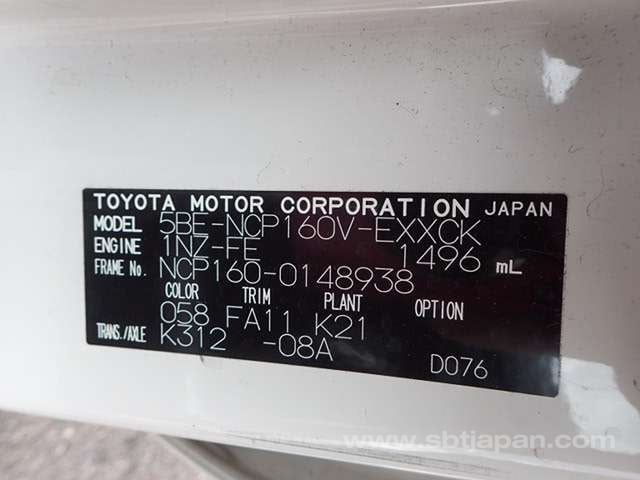 TOYOTA MOTOR CORPORATION JAPAN
MODEL 5BE-NCP160V-EXXCK
ENGINE 1NZ-FE 1496 mL
FRAME No. NCP160-0148938
COLOR TRIM PLANT OPTION
058 FA11 K21
TRANS./AXLE K312 -08A D076
www.sbtjapan.com